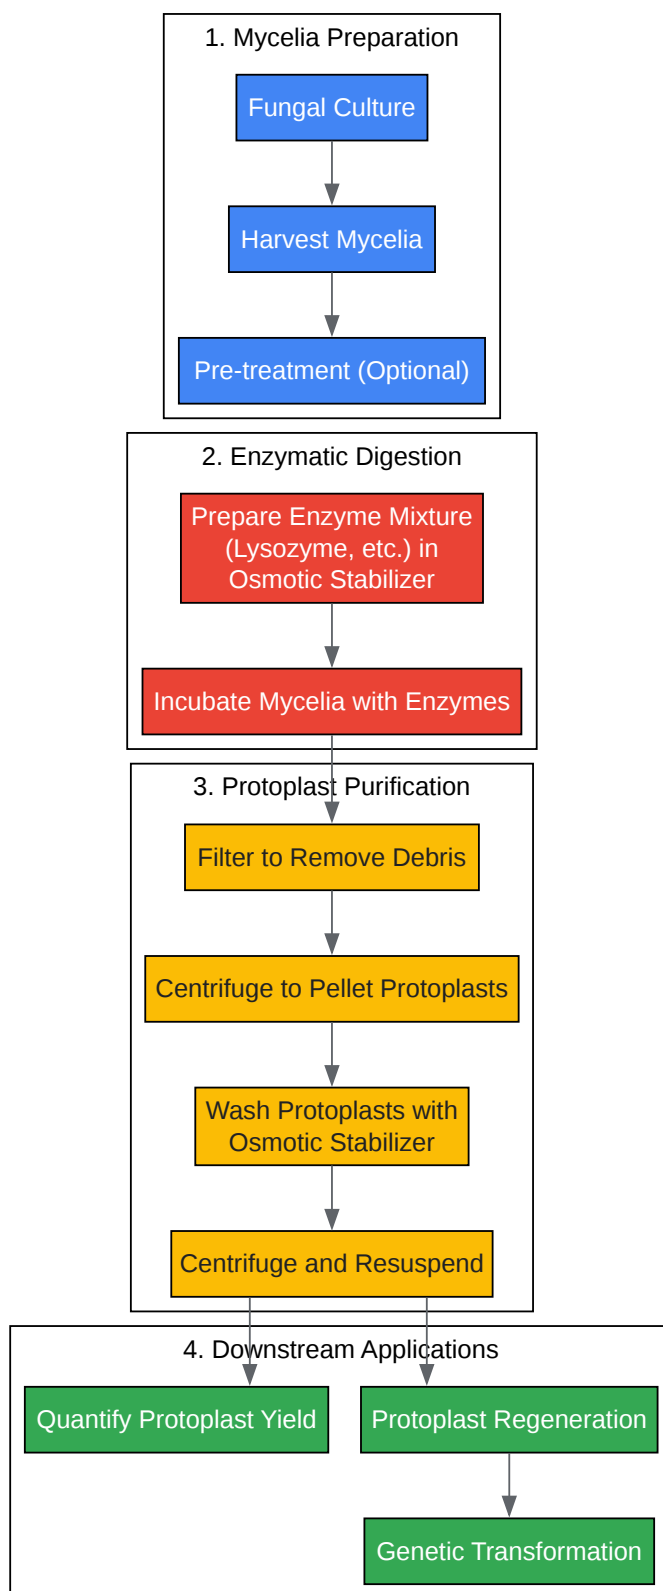 1. Mycelia Preparation
Fungal Culture
Harvest Mycelia
Pre-treatment (Optional)
2. Enzymatic Digestion
Prepare Enzyme Mixture
(Lysozyme, etc.) in
Osmotic Stabilizer
Incubate Mycelia with Enzymes
3. Protoplast Purification
Filter to Remove Debris
Centrifuge to Pellet Protoplasts
Wash Protoplasts with
Osmotic Stabilizer
Centrifuge and Resuspend
4. Downstream Applications
Quantify Protoplast Yield
Protoplast Regeneration
Genetic Transformation